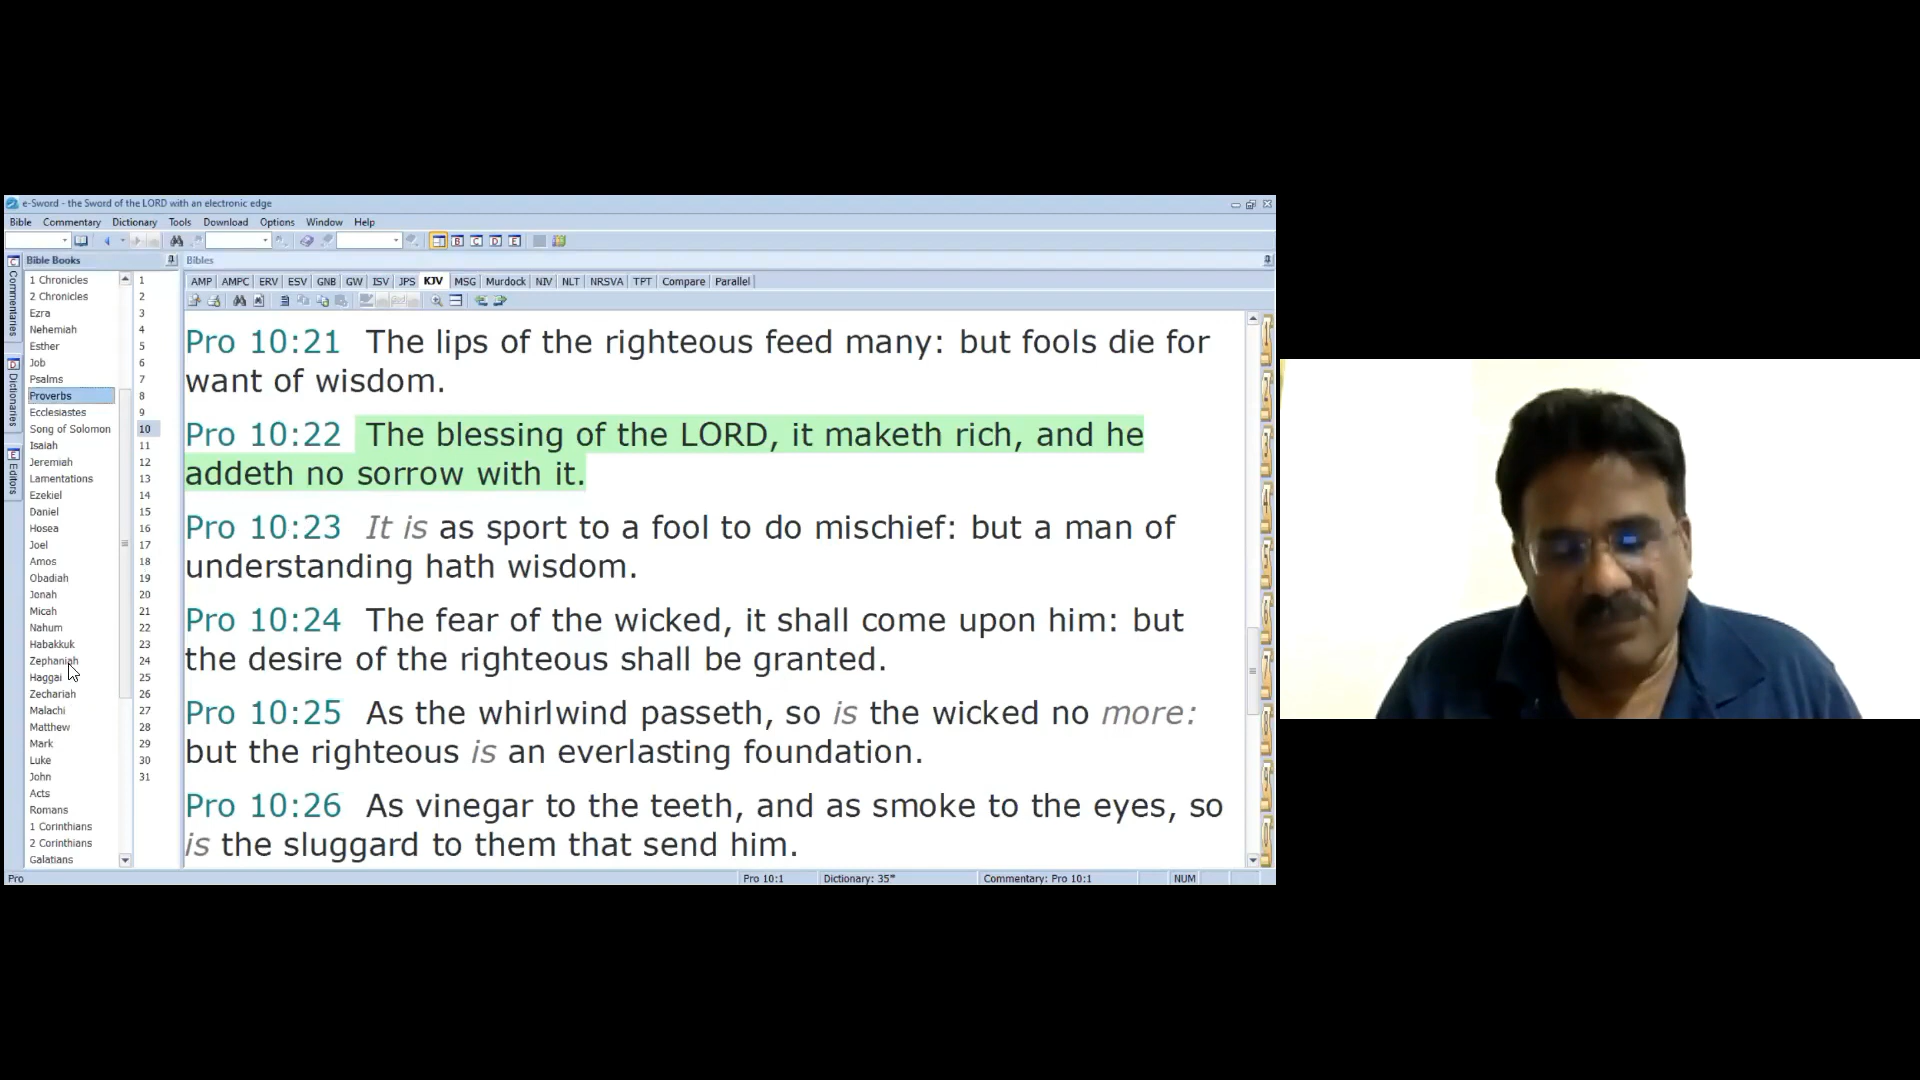 e-Sword - the Sword of the LORD with an electronic edge
Bible Commentary Dictionary Tools Download Options Window Help
Bible Books
Bibles
AMP AMPC ERV ESV GNB GW ISV JPS KJV MSG Murdock NIV NLT NRSVA TPT Compare Parallel
Commentaries
Dictionaries
Editors
1 Chronicles
2 Chronicles
Ezra
Nehemiah
Esther
Job
Psalms
Proverbs
Ecclesiastes
Song of Solomon
Isaiah
Jeremiah
Lamentations
Ezekiel
Daniel
Hosea
Joel
Amos
Obadiah
Jonah
Micah
Nahum
Habakkuk
Zephaniah
Haggai
Zechariah
Malachi
Matthew
Mark
Luke
John
Acts
Romans
1 Corinthians
2 Corinthians
Galatians
1
2
3
4
5
6
7
8
9
10
11
12
13
14
15
16
17
18
19
20
21
22
23
24
25
26
27
28
29
30
31
Pro 10:21 The lips of the righteous feed many: but fools die for
want of wisdom.
Pro 10:22 The blessing of the LORD, it maketh rich, and he
addeth no sorrow with it.
Pro 10:23 It is as sport to a fool to do mischief: but a man of
understanding hath wisdom.
Pro 10:24 The fear of the wicked, it shall come upon him: but
the desire of the righteous shall be granted.
Pro 10:25 As the whirlwind passeth, so is the wicked no more:
but the righteous is an everlasting foundation.
Pro 10:26 As vinegar to the teeth, and as smoke to the eyes, so
is the sluggard to them that send him.
Pro
Pro 10:1
Dictionary: 35*
Commentary: Pro 10:1
NUM